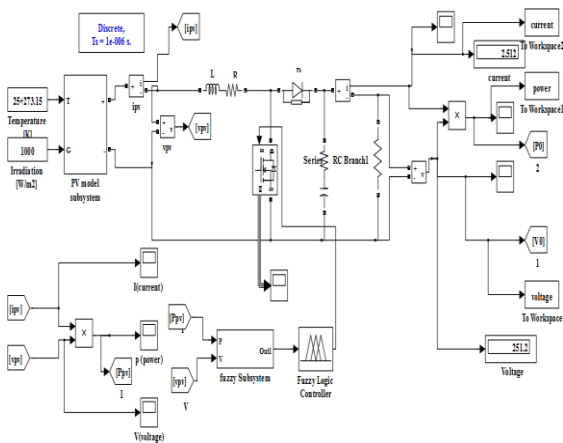 Discrete,
Ts = 1e-006 s.
[ipv]
current
To Workspace2
2.512
current
power
To Workspace1
[P0]
2
[V0]
1
voltage
To Workspace
251.2
Voltage
25+273.15
Temperature
[K]
1000
Irradiation
[W/m2]
T
G
+
-
PV model
subsystem
+
-
i
ipv
+
-
v
vpv
[vpv]
L
R
Series RC Branch1
+
-
i
+
-
v
X
[ipv]
[vpv]
X
I(current)
p (power)
[Ppv]
1
V(voltage)
[Ppv]
[vpv]
V
P
V
Out1
fuzzy Subsystem
Fuzzy Logic
Controller